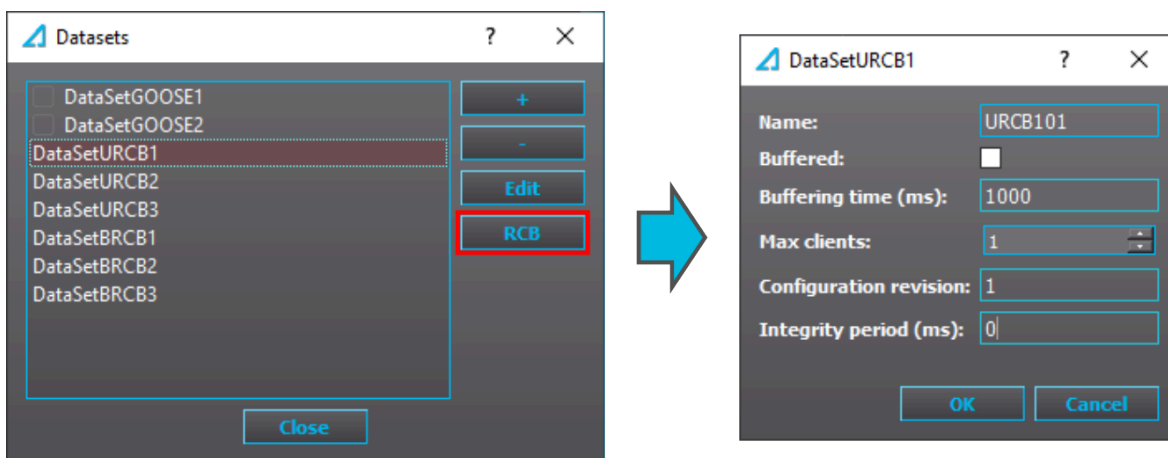 Datasets
?
×
DataSetGOOSE1
DataSetGOOSE2
DataSetURCB1
DataSetURCB2
DataSetURCB3
DataSetBRCB1
DataSetBRCB2
DataSetBRCB3
+
-
Edit
RCB
Close
DataSetURCB1
?
×
Name: URCB101
Buffered:
Buffering time (ms): 1000
Max clients: 1
Configuration revision: 1
Integrity period (ms): 0
OK Cancel